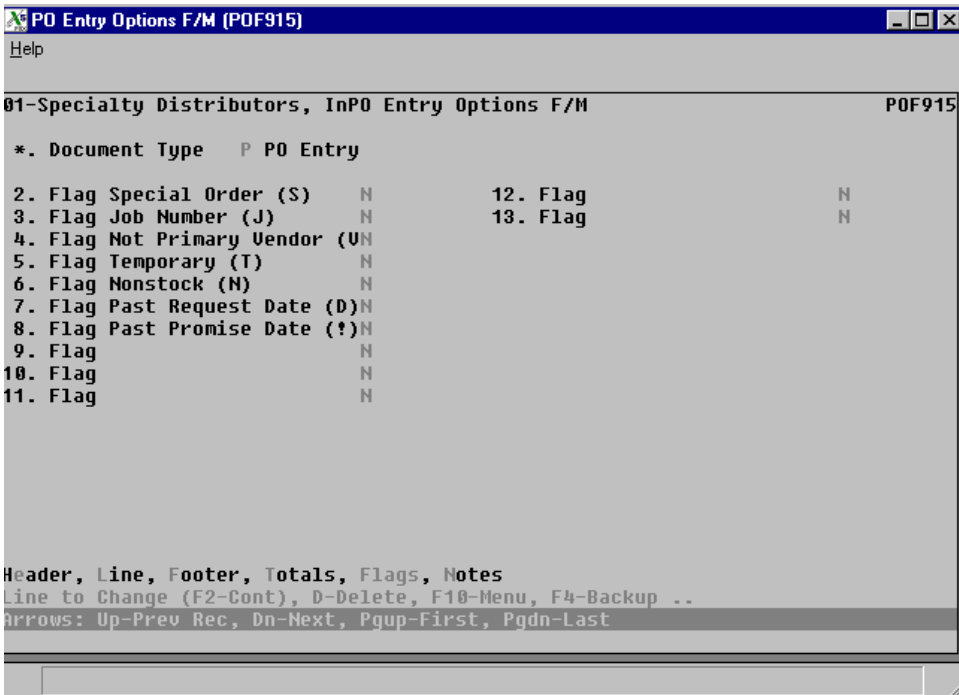 PO Entry Options F/M (POF915)
Help
01-Specialty Distributors, InPO Entry Options F/M POF915
*. Document Type P PO Entry
2. Flag Special Order (S) N 12. Flag N
3. Flag Job Number (J) N 13. Flag N
4. Flag Not Primary Vendor (VN
5. Flag Temporary (T) N
6. Flag Nonstock (N) N
7. Flag Past Request Date (D)N
8. Flag Past Promise Date (!)N
9. Flag N
10. Flag N
11. Flag N
Header, Line, Footer, Totals, Flags, Notes
Line to Change (F2-Cont), D-Delete, F10-Menu, F4-Backup ..
Arrows: Up-Prev Rec, Dn-Next, Pgup-First, Pgdn-Last